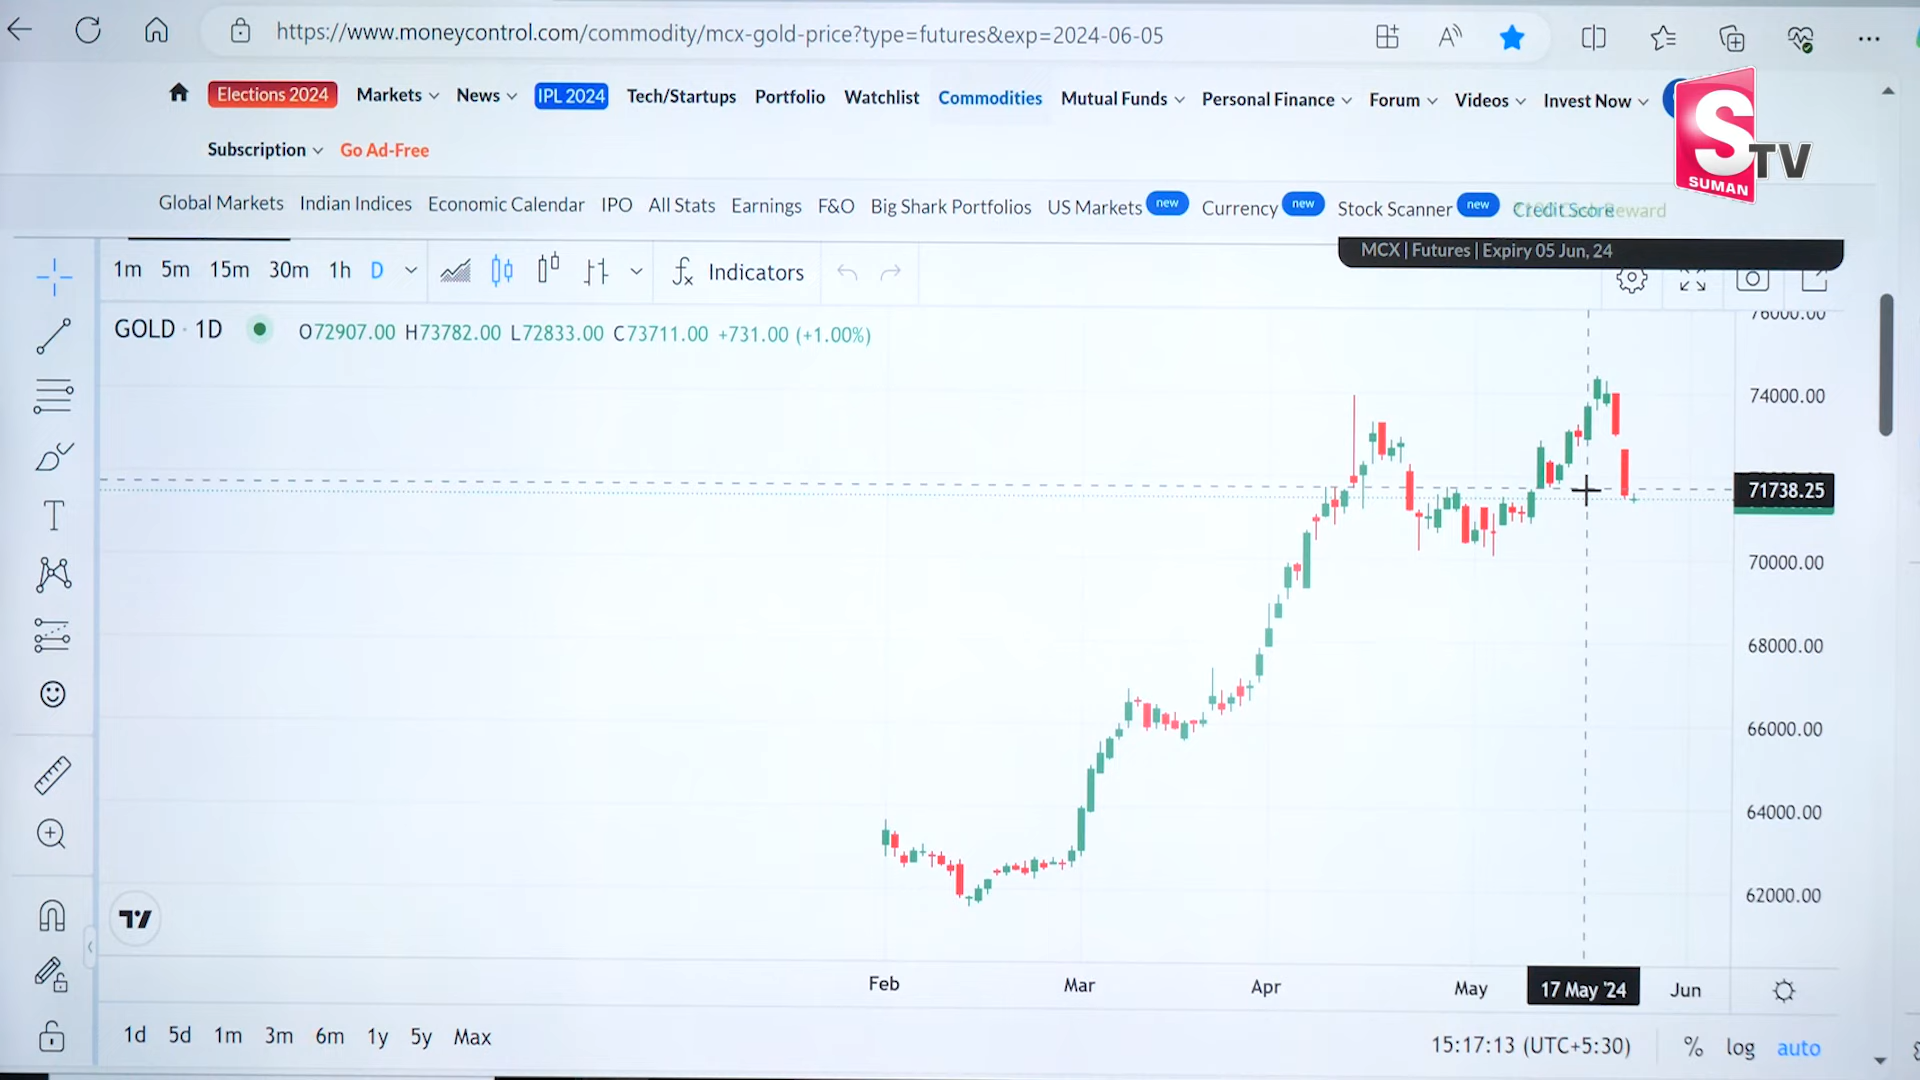 https://www.moneycontrol.com/commodity/mcx-gold-price?type=futures&exp=2024-06-05
Elections 2024 Markets News IPL 2024 Tech/Startups Portfolio Watchlist Commodities Mutual Funds Personal Finance Forum Videos Invest Now
S TV
SUMAN
Subscription Go Ad-Free
Global Markets Indian Indices Economic Calendar IPO All Stats Earnings F&O Big Shark Portfolios US Markets new Currency new Stock Scanner new Credit Score Reward
MCX | Futures | Expiry 05 Jun, 24
1m 5m 15m 30m 1h D Indicators
GOLD · 1D O72907.00 H73782.00 L72833.00 C73711.00 +731.00 (+1.00%)
76000.00
74000.00
71738.25
70000.00
68000.00
66000.00
64000.00
62000.00
Feb Mar Apr May 17 May '24 Jun
1d 5d 1m 3m 6m 1y 5y Max
15:17:13 (UTC+5:30) % log auto